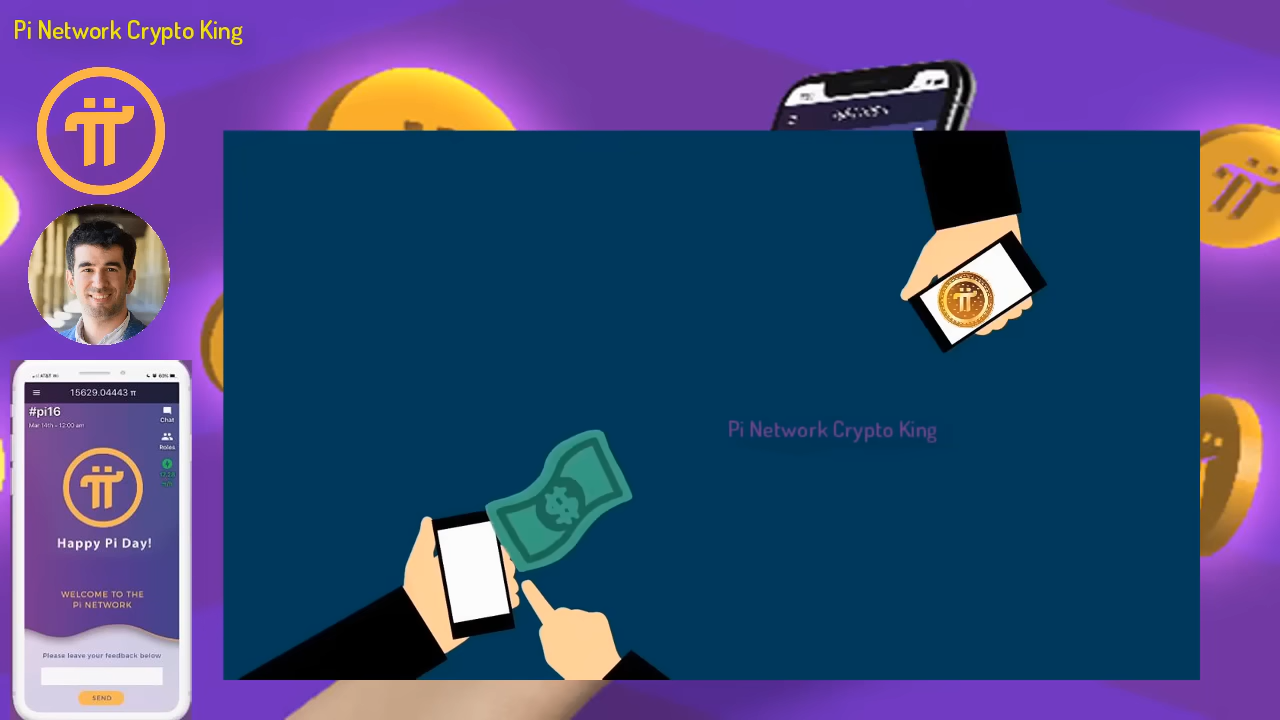 Pi Network Crypto King
15629.04443 π
#pi16
Mar 14th - 12:00 am
Chat
Roles
Happy Pi Day!
WELCOME TO THE
Pi NETWORK
Please leave your feedback below
SEND
Pi Network Crypto King